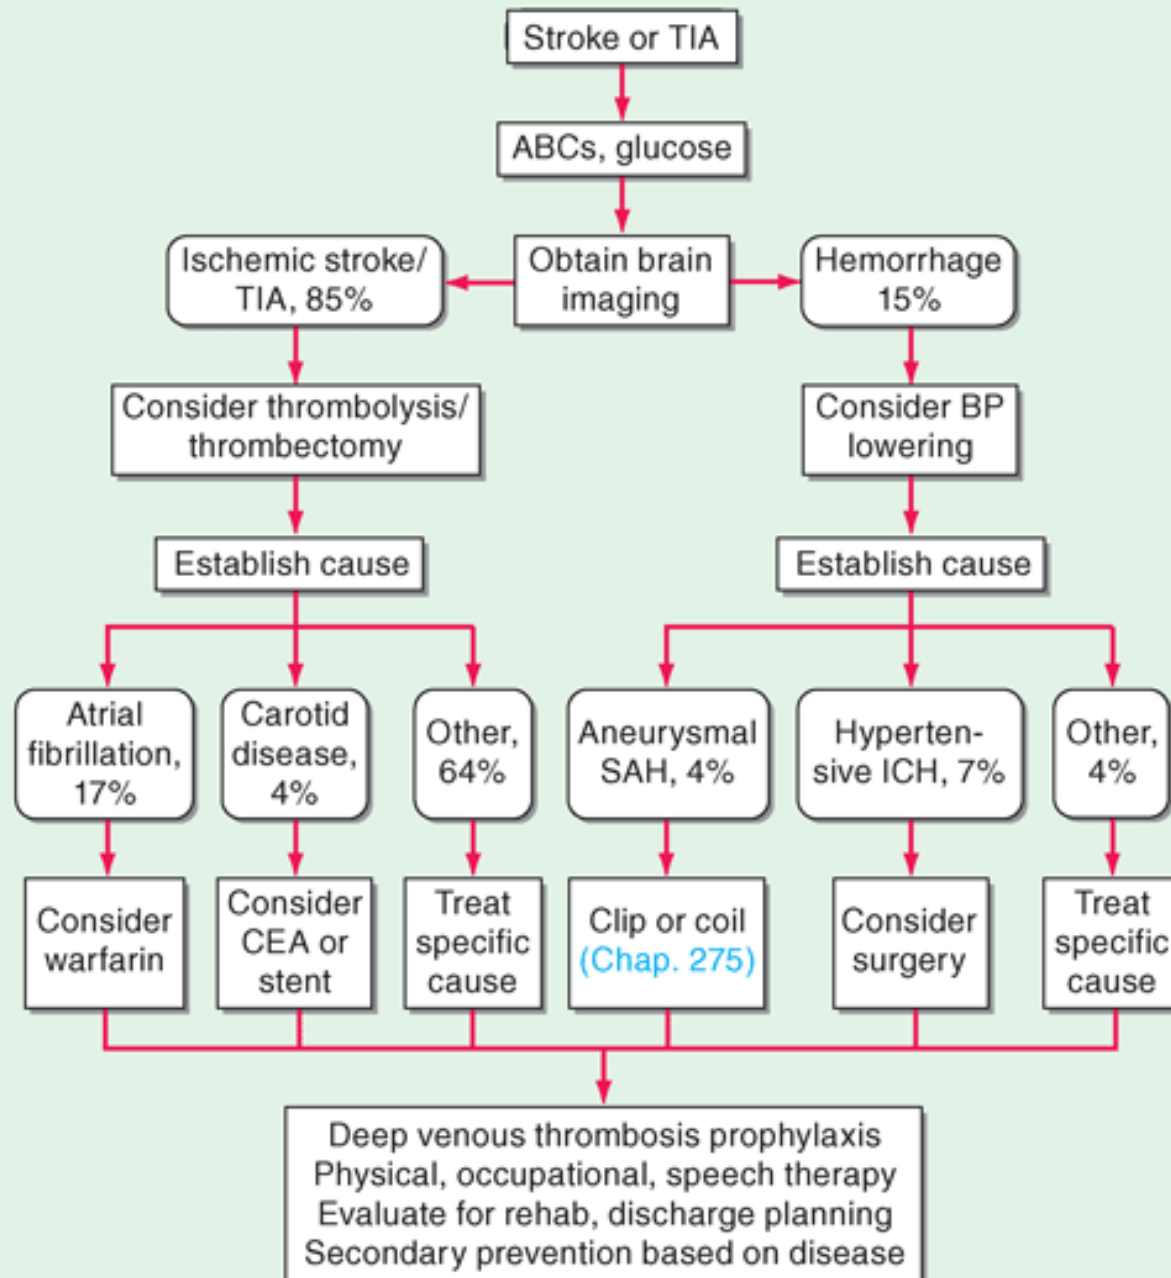 Stroke or TIA
ABCs, glucose
Ischemic stroke/
TIA, 85%
Obtain brain
imaging
Hemorrhage
15%
Consider thrombolysis/
thrombectomy
Consider BP
lowering
Establish cause
Establish cause
Atrial
fibrillation,
17%
Carotid
disease,
4%
Other,
64%
Aneurysmal
SAH, 4%
Hyperten-
sive ICH, 7%
Other,
4%
Consider
warfarin
Consider
CEA or
stent
Treat
specific
cause
Clip or coil
(Chap. 275)
Consider
surgery
Treat
specific
cause
Deep venous thrombosis prophylaxis
Physical, occupational, speech therapy
Evaluate for rehab, discharge planning
Secondary prevention based on disease